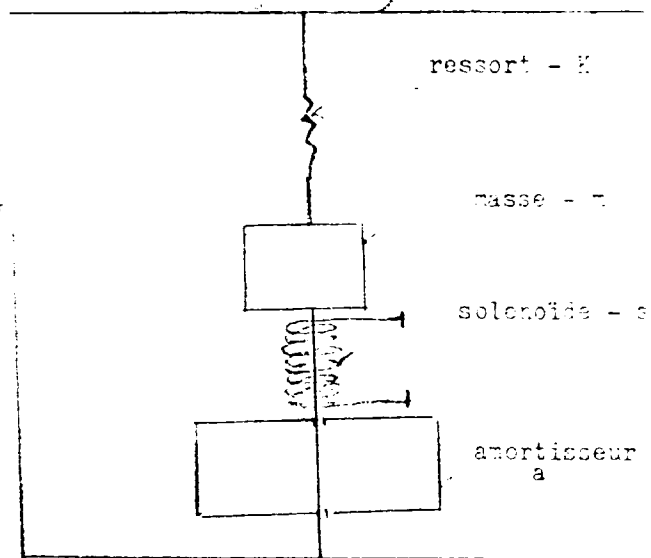 ressort - K
masse - m
solenoïde - s
amortisseur
a